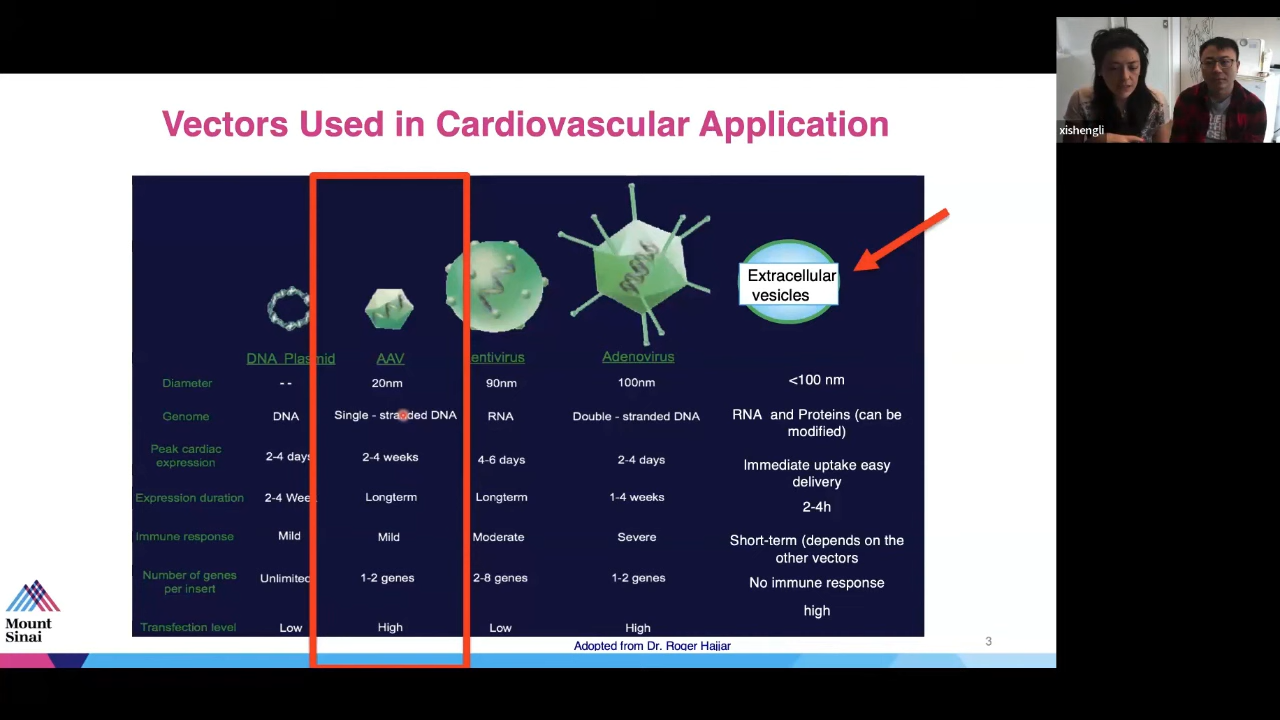 xishengli
Vectors Used in Cardiovascular Application
Extracellular
vesicles
DNA Plasmid AAV entivirus Adenovirus
Diameter -- 20nm 90nm 100nm <100 nm
Genome DNA Single - stranded DNA RNA Double - stranded DNA RNA and Proteins (can be
modified)
Peak cardiac
expression 2-4 days 2-4 weeks 4-6 days 2-4 days Immediate uptake easy
delivery
Expression duration 2-4 Week Longterm Longterm 1-4 weeks 2-4h
Immune response Mild Mild Moderate Severe Short-term (depends on the
other vectors
Number of genes
per insert Unlimited 1-2 genes 2-8 genes 1-2 genes No immune response
Transfection level Low High Low High high
Mount
Sinai
Adopted from Dr. Roger Hajjar
3